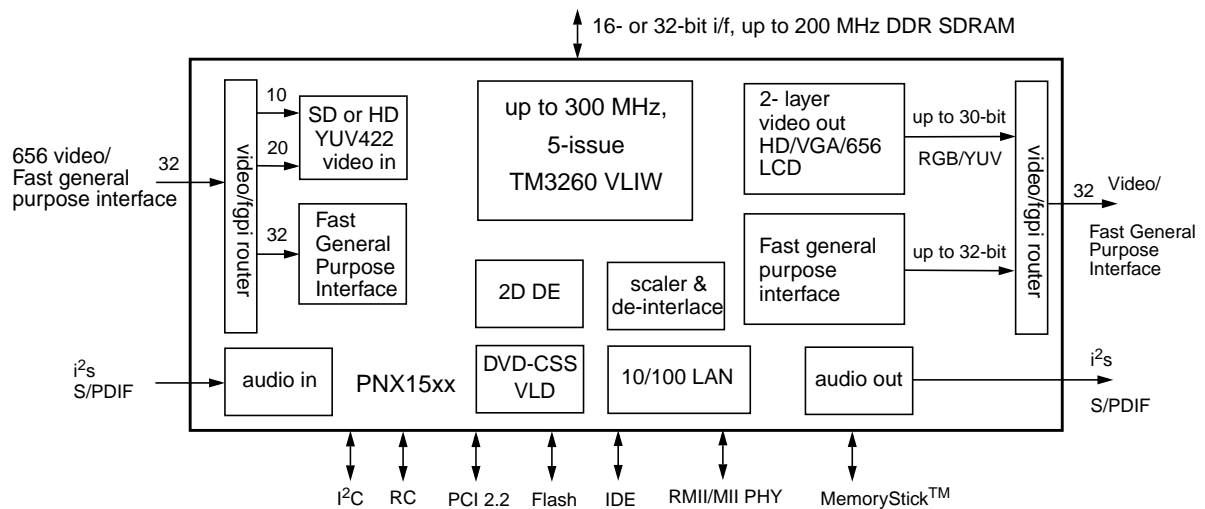 16- or 32-bit i/f, up to 200 MHz DDR SDRAM
656 video/
Fast general
purpose interface
32
video/fgpi router
10
20
32
SD or HD
YUV422
video in
Fast
General
Purpose
Interface
up to 300 MHz,
5-issue
TM3260 VLIW
2- layer
video out
HD/VGA/656
LCD
up to 30-bit
RGB/YUV
Fast general
purpose
interface
up to 32-bit
video/fgpi router
32
Video/
Fast General
Purpose
Interface
2D DE
scaler &
de-interlace
i²s
S/PDIF
audio in
PNX15xx
DVD-CSS
VLD
10/100 LAN
audio out
i²s
S/PDIF
I²C
RC
PCI 2.2
Flash
IDE
RMII/MII PHY
MemoryStick™